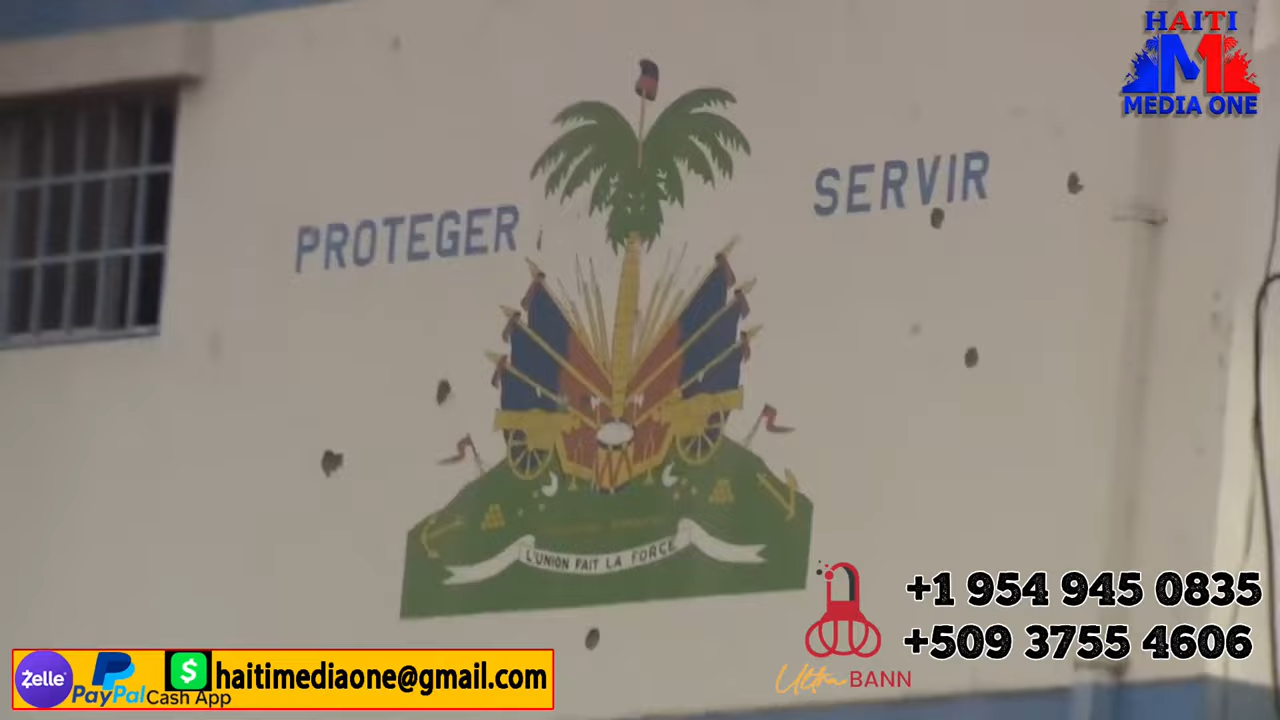 HAITI
M
MEDIA ONE
PROTEGER
SERVIR
L'UNION FAIT LA FORCE
+1 954 945 0835
+509 3755 4606
Ultra BANN
Zelle
PayPal
$
Cash App
haitimediaone@gmail.com